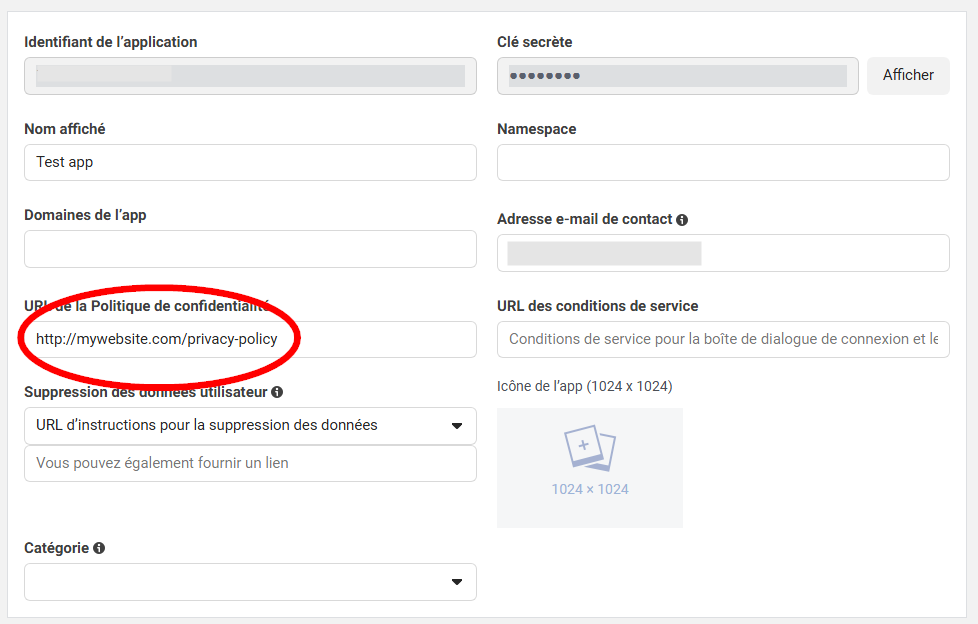 Identifiant de l’application
Clé secrète
●●●●●●●●
Afficher
Nom affiché
Namespace
Test app
Domaines de l’app
Adresse e-mail de contact
URL de la Politique de confidentialité
URL des conditions de service
http://mywebsite.com/privacy-policy
Conditions de service pour la boîte de dialogue de connexion et le
Suppression des données utilisateur
Icône de l’app (1024 x 1024)
URL d’instructions pour la suppression des données
Vous pouvez également fournir un lien
1024 × 1024
Catégorie